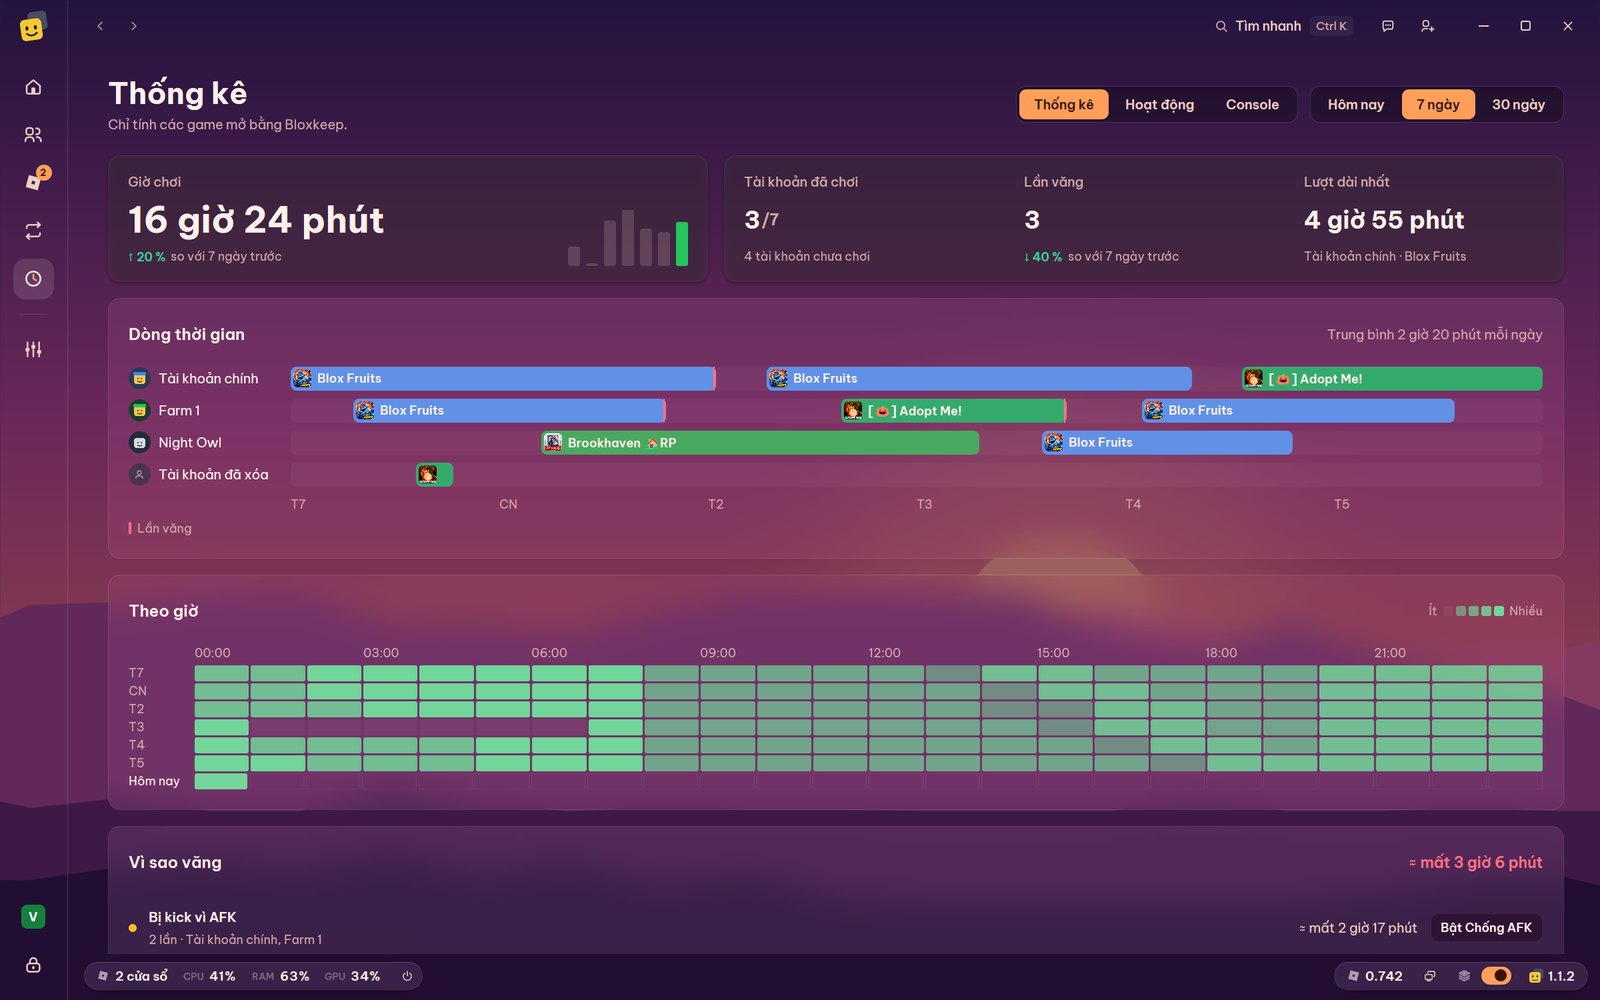 Tìm nhanh Ctrl K
Thống kê
Chỉ tính các game mở bằng Bloxkeep.
Thống kê Hoạt động Console
Hôm nay 7 ngày 30 ngày
2
Giờ chơi
16 giờ 24 phút
↑ 20 % so với 7 ngày trước
Tài khoản đã chơi
3/7
4 tài khoản chưa chơi
Lần văng
3
↓ 40 % so với 7 ngày trước
Lượt dài nhất
4 giờ 55 phút
Tài khoản chính · Blox Fruits
Dòng thời gian
Trung bình 2 giờ 20 phút mỗi ngày
Tài khoản chính Blox Fruits Blox Fruits [🎃] Adopt Me!
Farm 1 Blox Fruits [🎃] Adopt Me! Blox Fruits
Night Owl Brookhaven 🏡RP Blox Fruits
Tài khoản đã xóa
T7 CN T2 T3 T4 T5
Lần văng
Theo giờ
Ít Nhiều
00:00 03:00 06:00 09:00 12:00 15:00 18:00 21:00
T7
CN
T2
T3
T4
T5
Hôm nay
Vì sao văng
≈ mất 3 giờ 6 phút
Bị kick vì AFK
2 lần · Tài khoản chính, Farm 1
≈ mất 2 giờ 17 phút Bật Chống AFK
V
2 cửa sổ CPU 41% RAM 63% GPU 34%
0.742 1.1.2